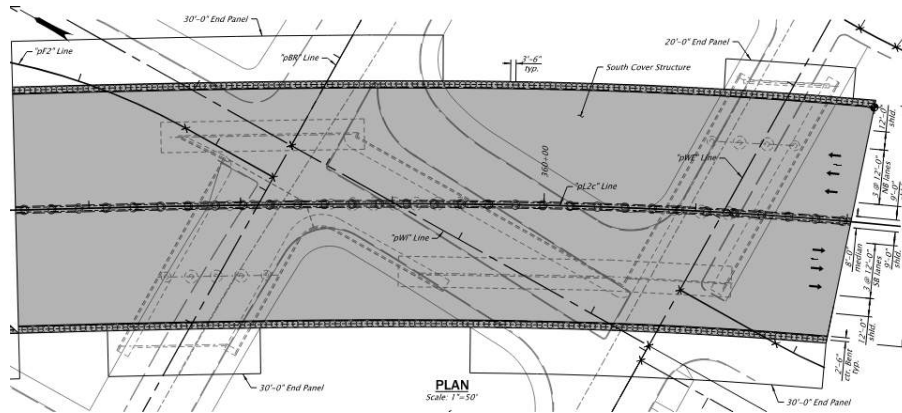 30'-0" End Panel
"pF2" Line
"pBR" Line
3'-6"
typ.
South Cover Structure
20'-0" End Panel
12'-0"
shld.
3 @ 12'-0"
NB lanes
9'-0"
"pWL" Line
360+00
"pL2c" Line
"pWI" Line
8'-0"
median
3 @ 12'-0"
SB lanes
9'-0"
shld.
12'-0"
shld.
2'-6"
ctr. Bent
typ.
30'-0" End Panel
PLAN
Scale: 1"=50'
30'-0" End Panel